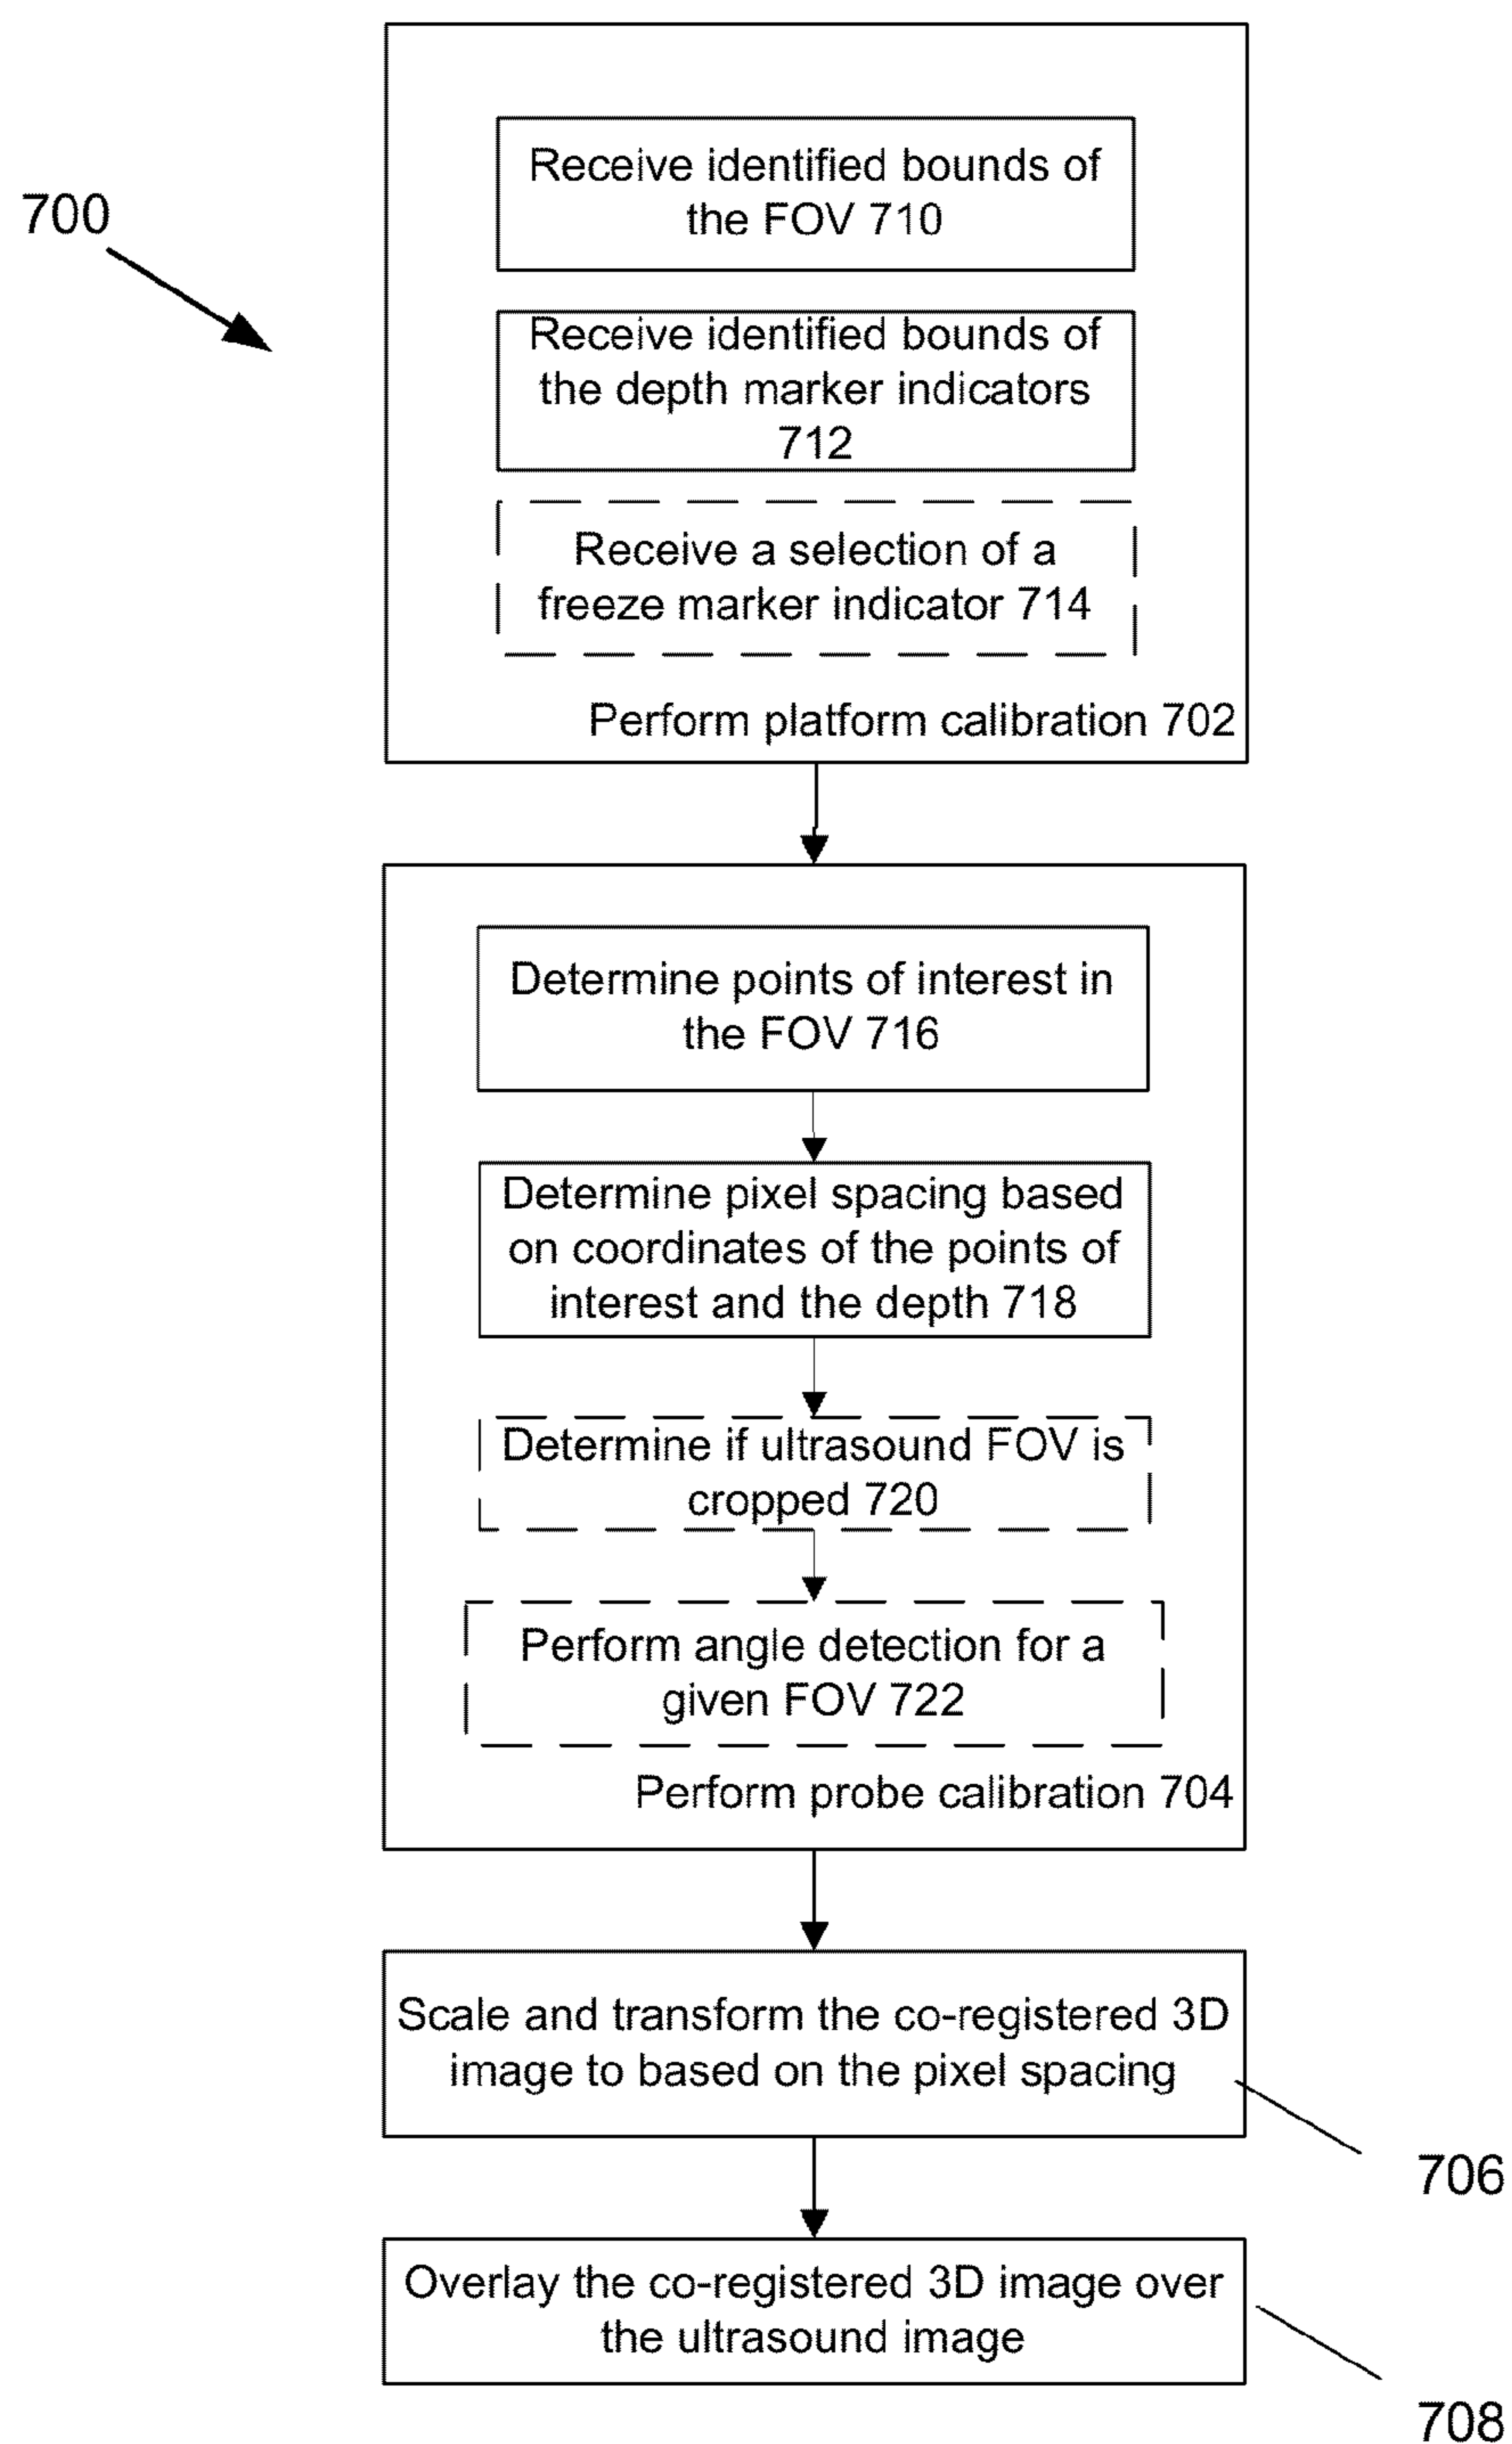 700
Receive identified bounds of
the FOV 710
Receive identified bounds of
the depth marker indicators
712
Receive a selection of a
freeze marker indicator 714
Perform platform calibration 702
Determine points of interest in
the FOV 716
Determine pixel spacing based
on coordinates of the points of
interest and the depth 718
Determine if ultrasound FOV is
cropped 720
Perform angle detection for a
given FOV 722
Perform probe calibration 704
Scale and transform the co-registered 3D
image to based on the pixel spacing
706
Overlay the co-registered 3D image over
the ultrasound image
708